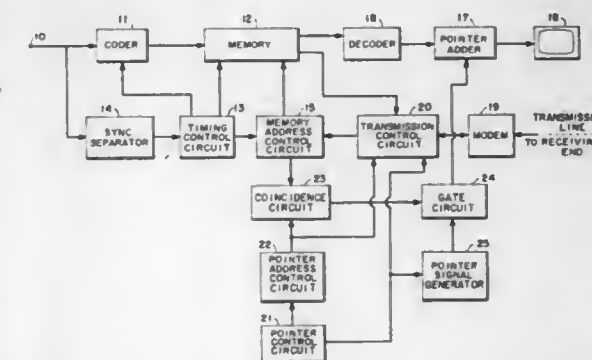 10
11
CODER
12
MEMORY
16
DECODER
17
POINTER
ADDER
18
14
SYNC
SEPARATOR
13
TIMING
CONTROL
CIRCUIT
15
MEMORY
ADDRESS
CONTROL
CIRCUIT
20
TRANSMISSION
CONTROL
CIRCUIT
19
MODEM
TRANSMISS
LINE
TO RECEIVI
END
23
COINCIDENCE
CIRCUIT
24
GATE
CIRCUIT
22
POINTER
ADDRESS
CONTROL
CIRCUIT
25
POINTER
SIGNAL
GENERATOR
21
POINTER
CONTROL
CIRCUIT